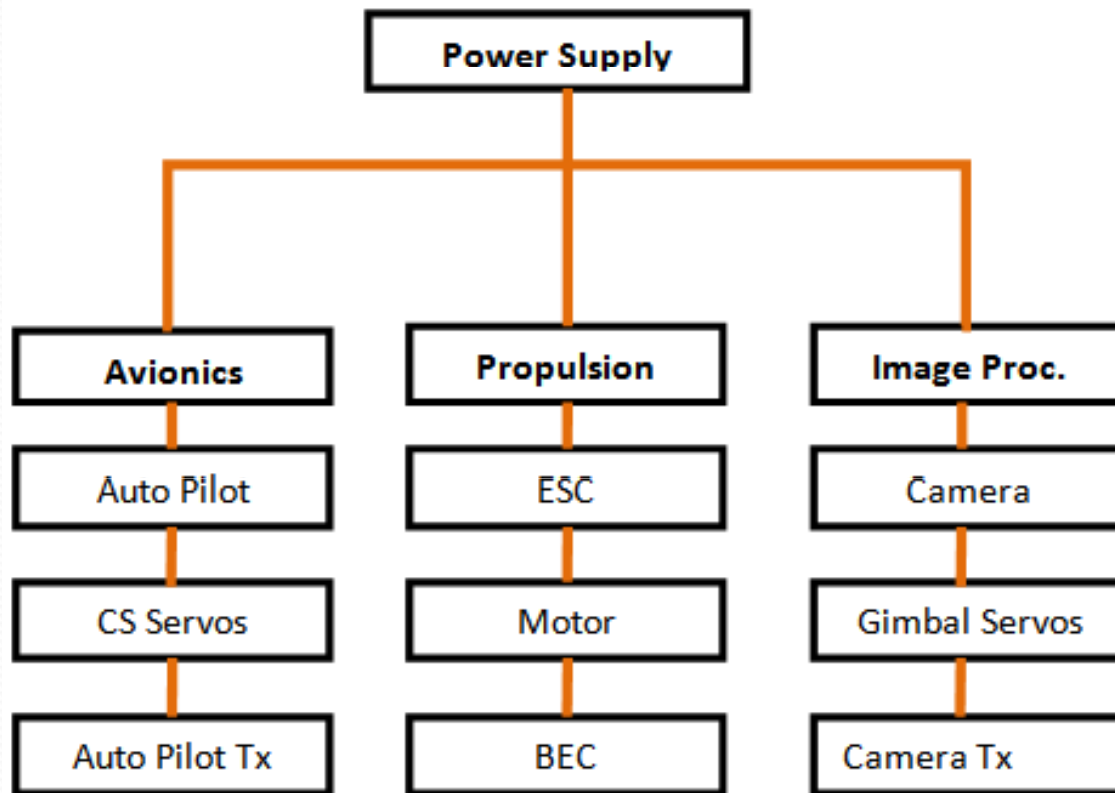 Power Supply
Avionics
Propulsion
Image Proc.
Auto Pilot
ESC
Camera
CS Servos
Motor
Gimbal Servos
Auto Pilot Tx
BEC
Camera Tx